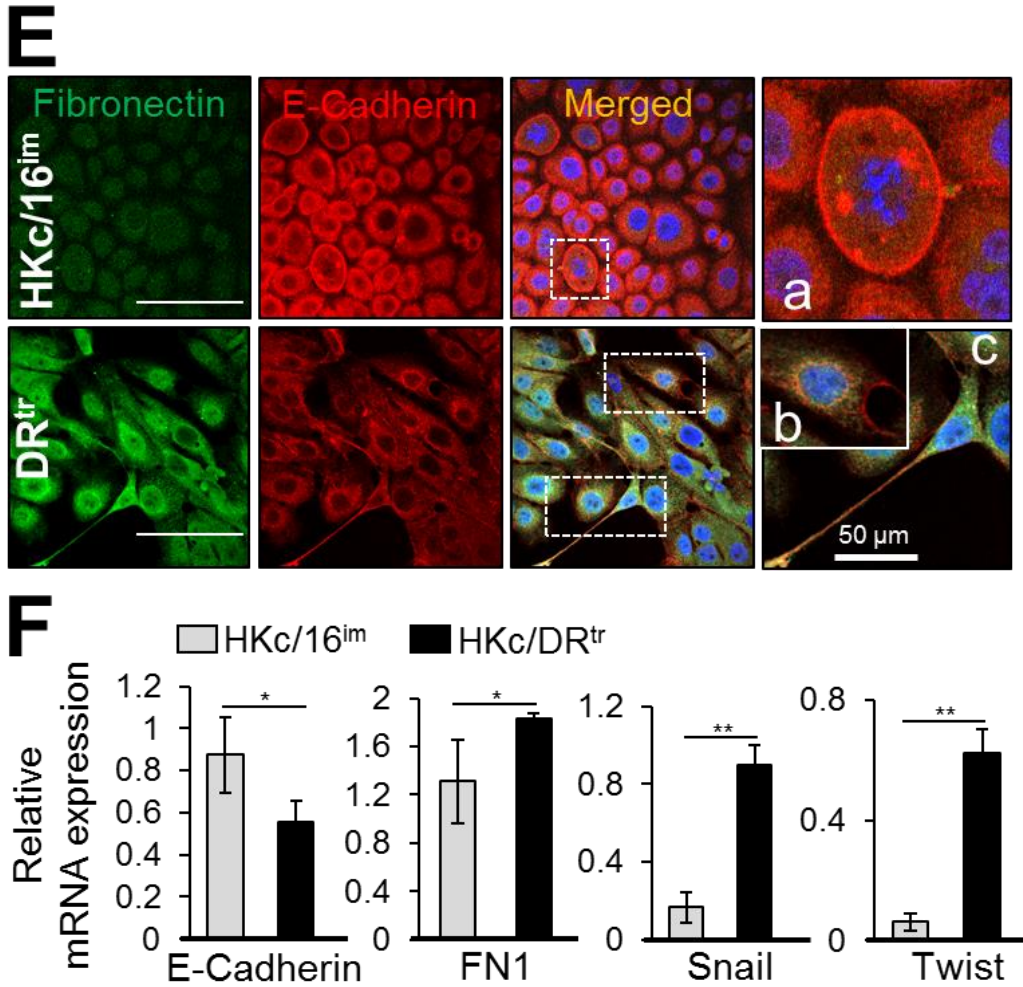 E
Fibronectin E-Cadherin Merged
HKc/16im
a
DRtr
b
c
50 µm
F
HKc/16im HKc/DRtr
Relative
mRNA expression
1.2
1
0.8
0.6
0.4
0.2
0
*
E-Cadherin
2
1.6
1.2
0.8
0.4
0
*
FN1
1.2
0.8
0.4
0
**
Snail
0.8
0.4
0
**
Twist